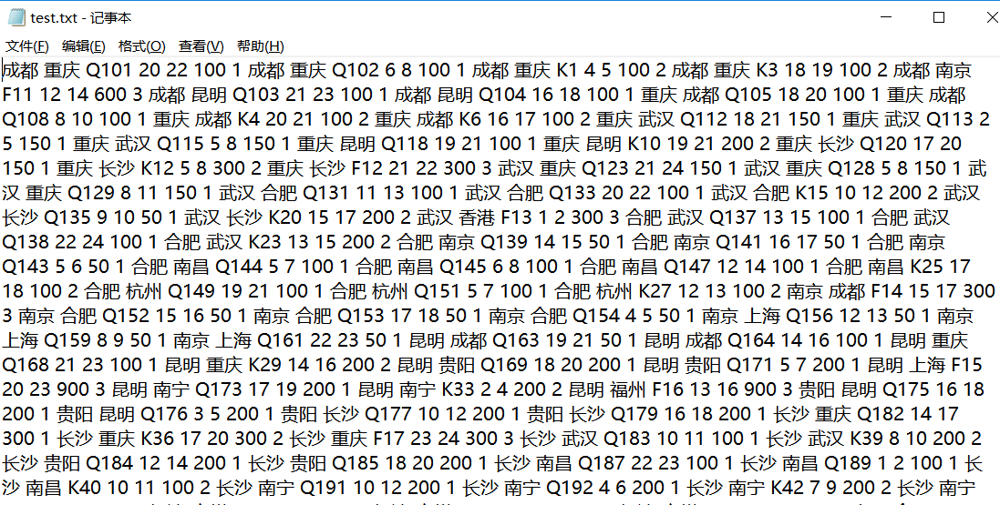 test.txt - 记事本
文件(F) 编辑(E) 格式(O) 查看(V) 帮助(H)
成都 重庆 Q101 20 22 100 1 成都 重庆 Q102 6 8 100 1 成都 重庆 K1 4 5 100 2 成都 重庆 K3 18 19 100 2 成都 南京
F11 12 14 600 3 成都 昆明 Q103 21 23 100 1 成都 昆明 Q104 16 18 100 1 重庆 成都 Q105 18 20 100 1 重庆 成都
Q108 8 10 100 1 重庆 成都 K4 20 21 100 2 重庆 成都 K6 16 17 100 2 重庆 武汉 Q112 18 21 150 1 重庆 武汉 Q113 2
5 150 1 重庆 武汉 Q115 5 8 150 1 重庆 昆明 Q118 19 21 100 1 重庆 昆明 K10 19 21 200 2 重庆 长沙 Q120 17 20
150 1 重庆 长沙 K12 5 8 300 2 重庆 长沙 F12 21 22 300 3 武汉 重庆 Q123 21 24 150 1 武汉 重庆 Q128 5 8 150 1 武
汉 重庆 Q129 8 11 150 1 武汉 合肥 Q131 11 13 100 1 武汉 合肥 Q133 20 22 100 1 武汉 合肥 K15 10 12 200 2 武汉
长沙 Q135 9 10 50 1 武汉 长沙 K20 15 17 200 2 武汉 香港 F13 1 2 300 3 合肥 武汉 Q137 13 15 100 1 合肥 武汉
Q138 22 24 100 1 合肥 武汉 K23 13 15 200 2 合肥 南京 Q139 14 15 50 1 合肥 南京 Q141 16 17 50 1 合肥 南京
Q143 5 6 50 1 合肥 南昌 Q144 5 7 100 1 合肥 南昌 Q145 6 8 100 1 合肥 南昌 Q147 12 14 100 1 合肥 南昌 K25 17
18 100 2 合肥 杭州 Q149 19 21 100 1 合肥 杭州 Q151 5 7 100 1 合肥 杭州 K27 12 13 100 2 南京 成都 F14 15 17 300
3 南京 合肥 Q152 15 16 50 1 南京 合肥 Q153 17 18 50 1 南京 合肥 Q154 4 5 50 1 南京 上海 Q156 12 13 50 1 南京
上海 Q159 8 9 50 1 南京 上海 Q161 22 23 50 1 昆明 成都 Q163 19 21 50 1 昆明 成都 Q164 14 16 100 1 昆明 重庆
Q168 21 23 100 1 昆明 重庆 K29 14 16 200 2 昆明 贵阳 Q169 18 20 200 1 昆明 贵阳 Q171 5 7 200 1 昆明 上海 F15
20 23 900 3 昆明 南宁 Q173 17 19 200 1 昆明 南宁 K33 2 4 200 2 昆明 福州 F16 13 16 900 3 贵阳 昆明 Q175 16 18
200 1 贵阳 昆明 Q176 3 5 200 1 贵阳 长沙 Q177 10 12 200 1 贵阳 长沙 Q179 16 18 200 1 长沙 重庆 Q182 14 17
300 1 长沙 重庆 K36 17 20 300 2 长沙 重庆 F17 23 24 300 3 长沙 武汉 Q183 10 11 100 1 长沙 武汉 K39 8 10 200 2
长沙 贵阳 Q184 12 14 200 1 长沙 贵阳 Q185 18 20 200 1 长沙 南昌 Q187 22 23 100 1 长沙 南昌 Q189 1 2 100 1 长
沙 南昌 K40 10 11 100 2 长沙 南宁 Q191 10 12 200 1 长沙 南宁 Q192 4 6 200 1 长沙 南宁 K42 7 9 200 2 长沙 南宁